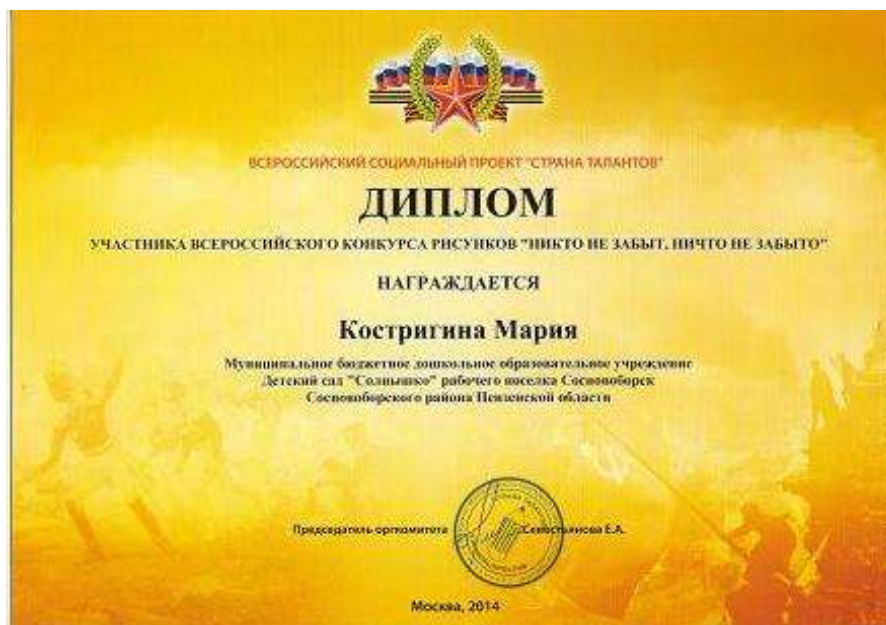 ВСЕРОССИЙСКИЙ СОЦИАЛЬНЫЙ ПРОЕКТ "СТРАНА ТАЛАНТОВ"
ДИПЛОМ
УЧАСТНИКА ВСЕРОССИЙСКОГО КОНКУРСА РИСУНКОВ "НИКТО НЕ ЗАБЫТ. НИЧТО НЕ ЗАБЫТО"
НАГРАЖДАЕТСЯ
Костригина Мария
Муниципальное бюджетное дошкольное образовательное учреждение
Детский сад "Солнышко" рабочего поселка Сосновоборск
Сосновоборского района Пензенской области
Председатель оргкомитета Севостьянова Е.А.
Москва, 2014